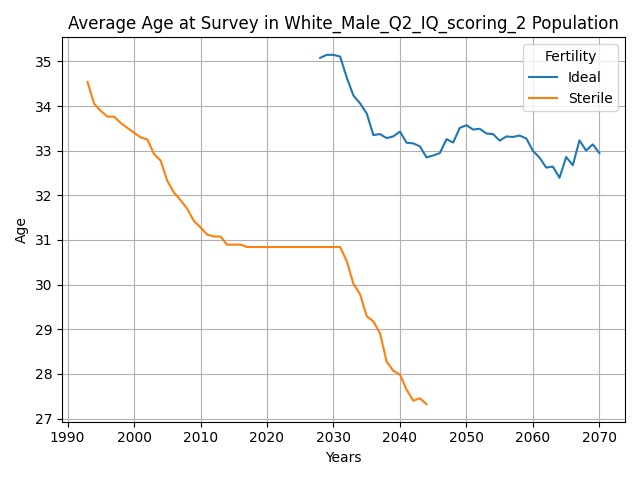 Average Age at Survey in White_Male_Q2_IQ_scoring_2 Population
Fertility
Ideal
Sterile
Age
35
34
33
32
31
30
29
28
27
1990 2000 2010 2020 2030 2040 2050 2060 2070
Years